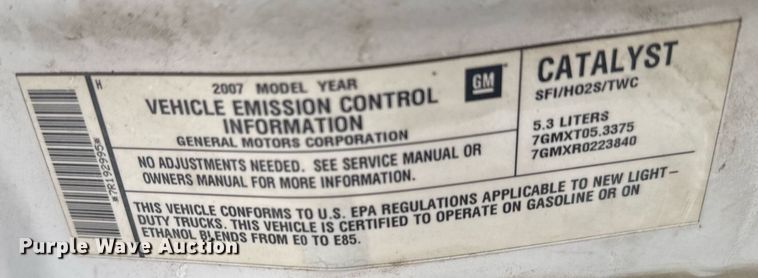 H
*7R192995*
2007 MODEL YEAR
VEHICLE EMISSION CONTROL
INFORMATION
GENERAL MOTORS CORPORATION
GM
NO ADJUSTMENTS NEEDED. SEE SERVICE MANUAL OR
OWNERS MANUAL FOR MORE INFORMATION.
THIS VEHICLE CONFORMS TO U.S. EPA REGULATIONS APPLICABLE TO NEW LIGHT-
DUTY TRUCKS. THIS VEHICLE IS CERTIFIED TO OPERATE ON GASOLINE OR ON
ETHANOL BLENDS FROM E0 TO E85.
CATALYST
SFI/HO2S/TWC
5.3 LITERS
7GMXT05.3375
7GMXR0223840
Purple Wave Auction